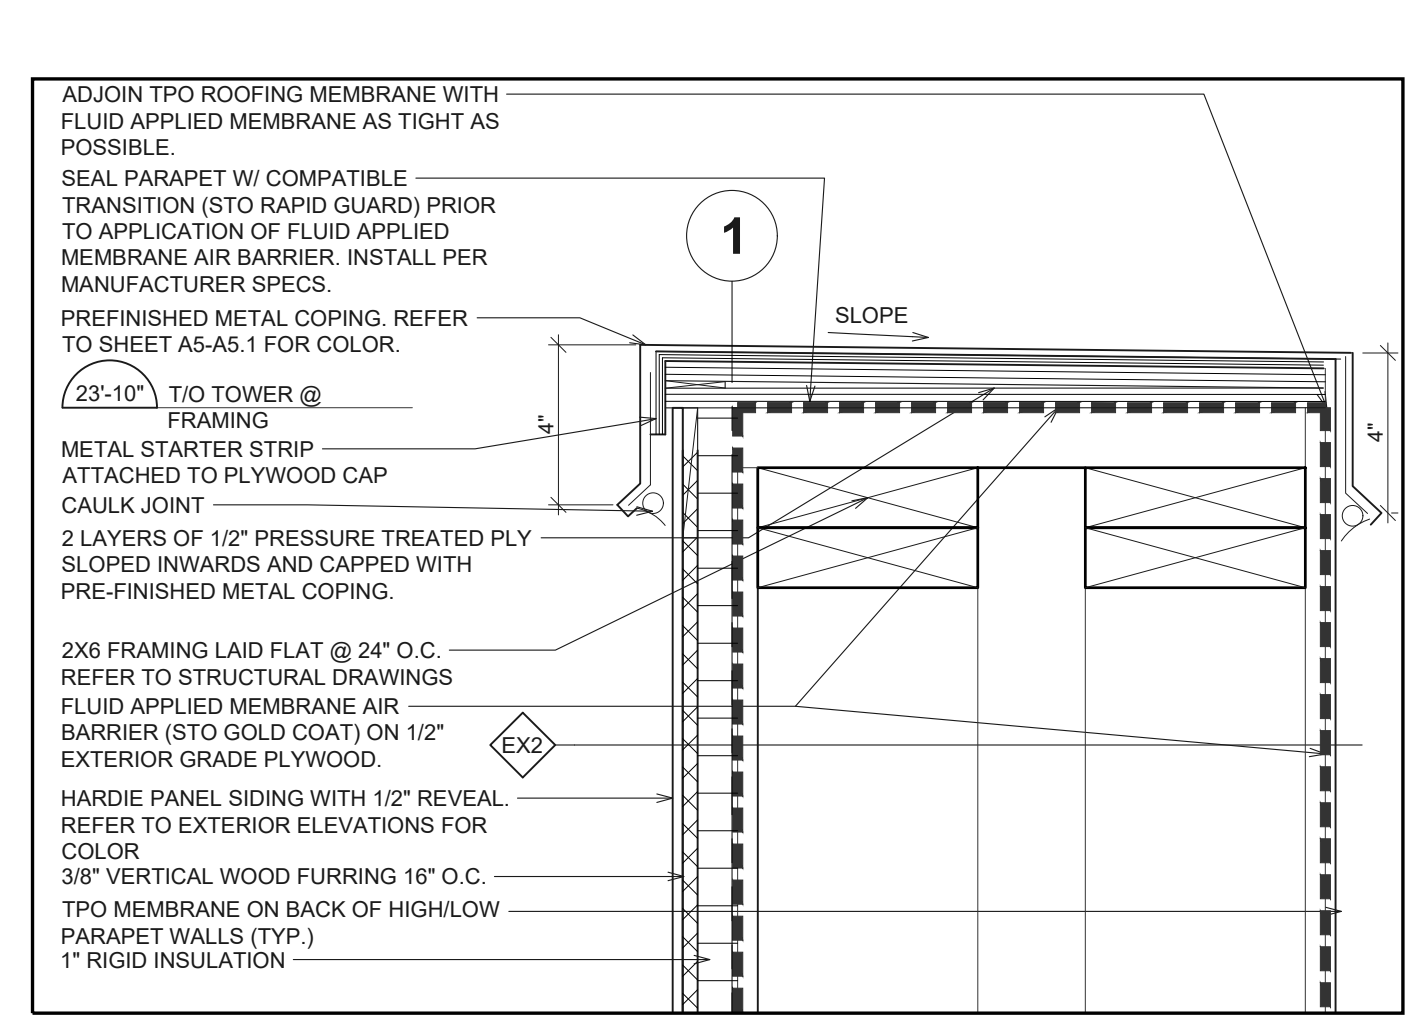 ADJOIN TPO ROOFING MEMBRANE WITH
FLUID APPLIED MEMBRANE AS TIGHT AS
POSSIBLE.
SEAL PARAPET W/ COMPATIBLE
TRANSITION (STO RAPID GUARD) PRIOR
TO APPLICATION OF FLUID APPLIED
MEMBRANE AIR BARRIER. INSTALL PER
MANUFACTURER SPECS.
1
SLOPE
PREFINISHED METAL COPING. REFER
TO SHEET A5-A5.1 FOR COLOR.
23'-10"
T/O TOWER @
FRAMING
4"
4"
METAL STARTER STRIP
ATTACHED TO PLYWOOD CAP
CAULK JOINT
2 LAYERS OF 1/2" PRESSURE TREATED PLY
SLOPED INWARDS AND CAPPED WITH
PRE-FINISHED METAL COPING.
2X6 FRAMING LAID FLAT @ 24" O.C.
REFER TO STRUCTURAL DRAWINGS
FLUID APPLIED MEMBRANE AIR
BARRIER (STO GOLD COAT) ON 1/2"
EXTERIOR GRADE PLYWOOD.
EX2
HARDIE PANEL SIDING WITH 1/2" REVEAL.
REFER TO EXTERIOR ELEVATIONS FOR
COLOR
3/8" VERTICAL WOOD FURRING 16" O.C.
TPO MEMBRANE ON BACK OF HIGH/LOW
PARAPET WALLS (TYP.)
1" RIGID INSULATION